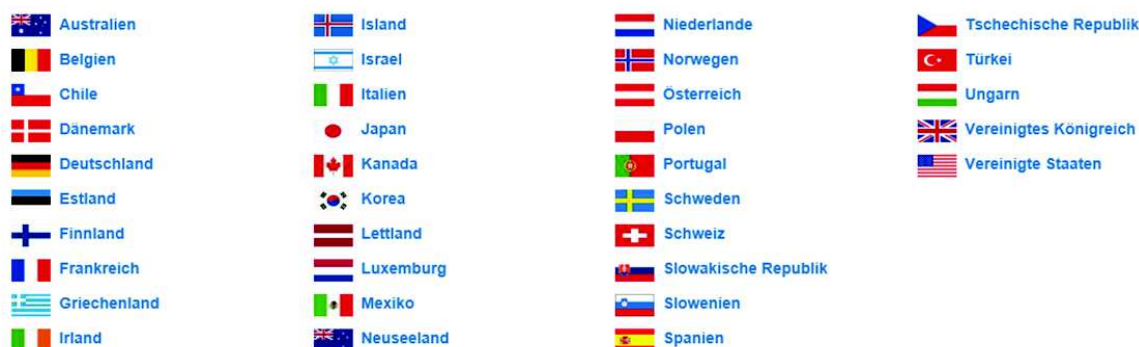 Australien
Belgien
Chile
Dänemark
Deutschland
Estland
Finnland
Frankreich
Griechenland
Irland
Island
Israel
Italien
Japan
Kanada
Korea
Lettland
Luxemburg
Mexiko
Neuseeland
Niederlande
Norwegen
Österreich
Polen
Portugal
Schweden
Schweiz
Slowakische Republik
Slowenien
Spanien
Tschechische Republik
Türkei
Ungarn
Vereinigtes Königreich
Vereinigte Staaten